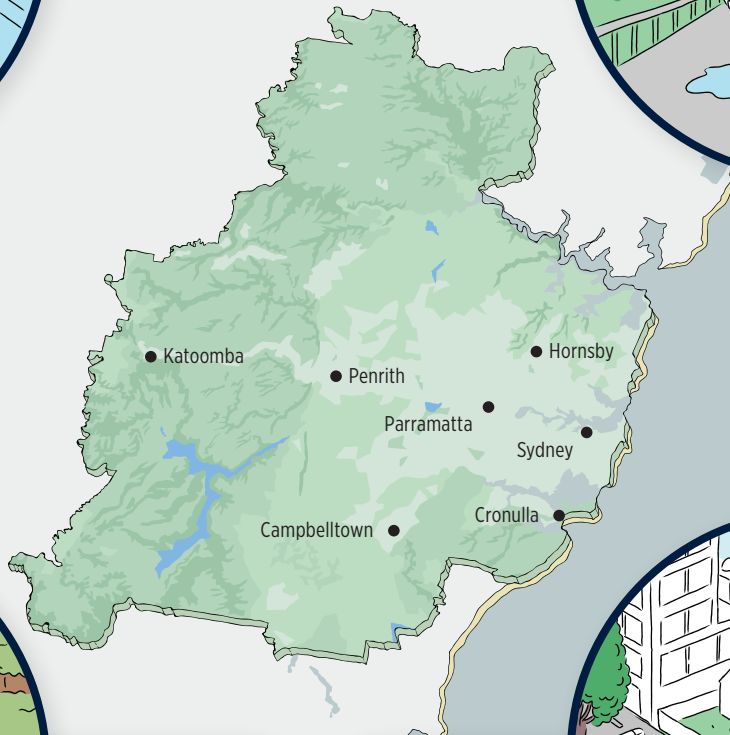 Hornsby
Katoomba
Penrith
Parramatta
Sydney
Cronulla
Campbelltown